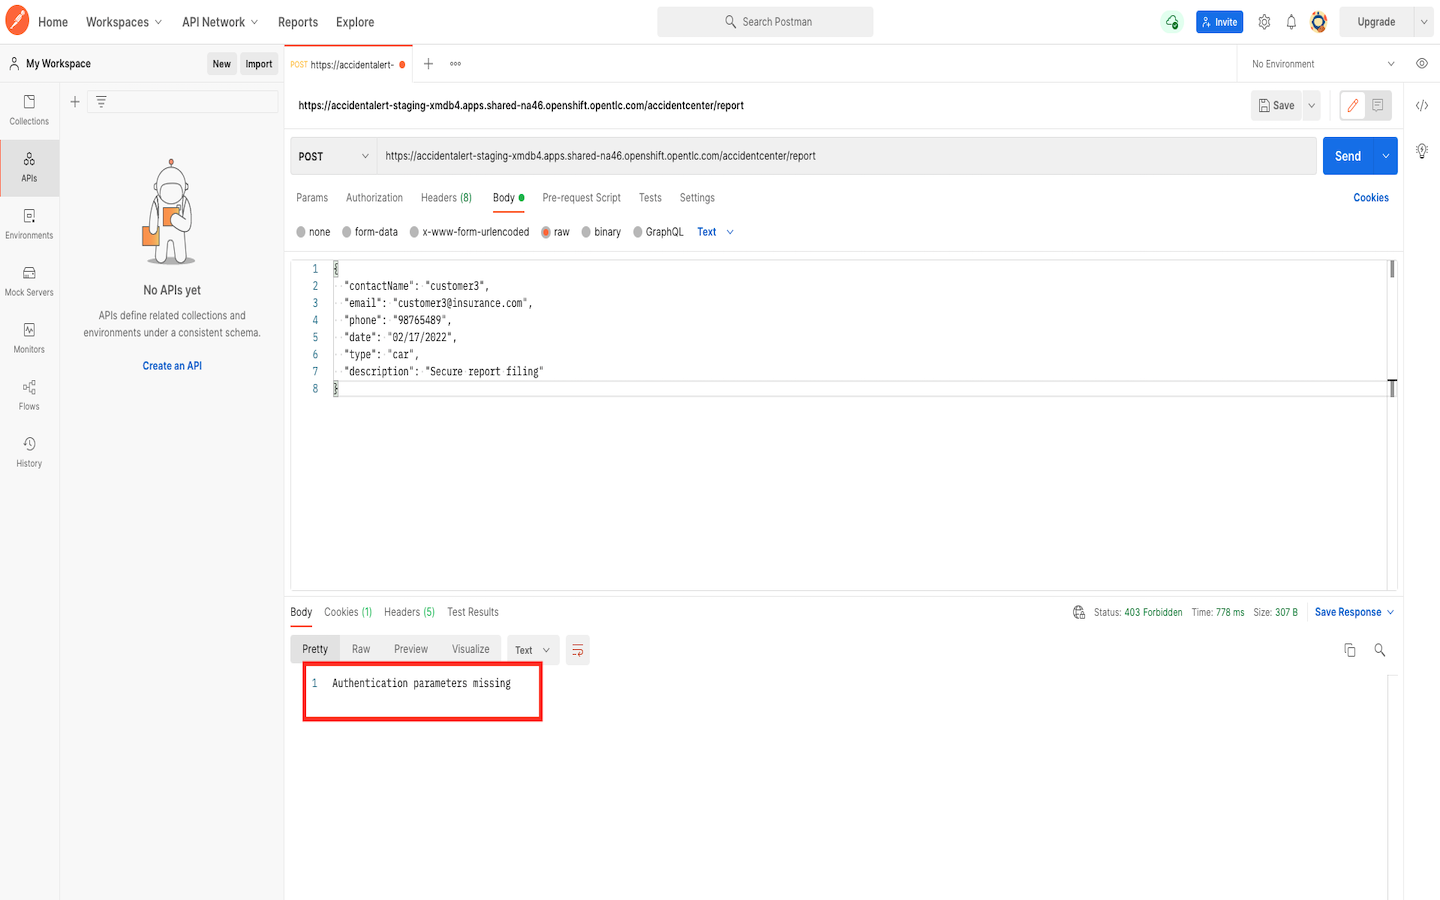 Home Workspaces API Network Reports Explore Search Postman Invite Upgrade
My Workspace New Import POST https://accidentalert- No Environment
https://accidentalert-staging-xmdb4.apps.shared-na46.openshift.opentlc.com/accidentcenter/report Save
POST https://accidentalert-staging-xmdb4.apps.shared-na46.openshift.opentlc.com/accidentcenter/report Send
Params Authorization Headers (8) Body Pre-request Script Tests Settings Cookies
none form-data x-www-form-urlencoded raw binary GraphQL Text
Collections
APIs
Environments
Mock Servers
Monitors
Flows
History
No APIs yet
APIs define related collections and
environments under a consistent schema.
Create an API
1 {
2 "contactName": "customer3",
3 "email": "customer3@insurance.com",
4 "phone": "98765489",
5 "date": "02/17/2022",
6 "type": "car",
7 "description": "Secure report filing"
8 }
Body Cookies (1) Headers (5) Test Results Status: 403 Forbidden Time: 778 ms Size: 307 B Save Response
Pretty Raw Preview Visualize Text
1 Authentication parameters missing